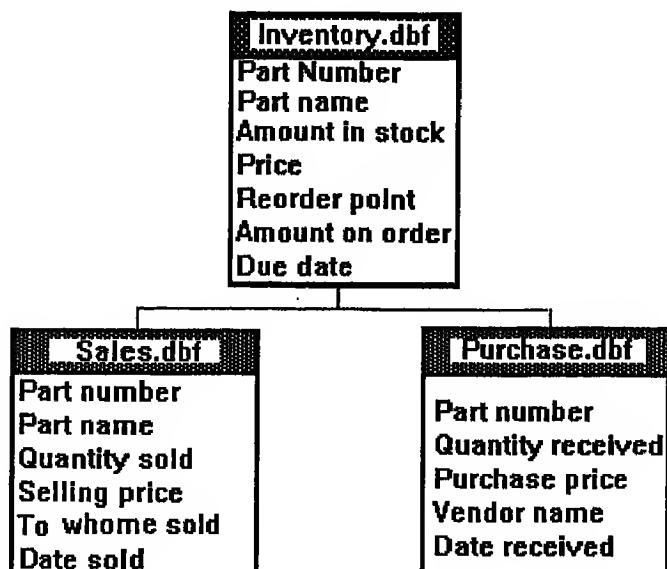 Inventory.dbf
Part Number
Part name
Amount in stock
Price
Reorder point
Amount on order
Due date
Sales.dbf
Part number
Part name
Quantity sold
Selling price
To whome sold
Date sold
Purchase.dbf
Part number
Quantity received
Purchase price
Vendor name
Date received